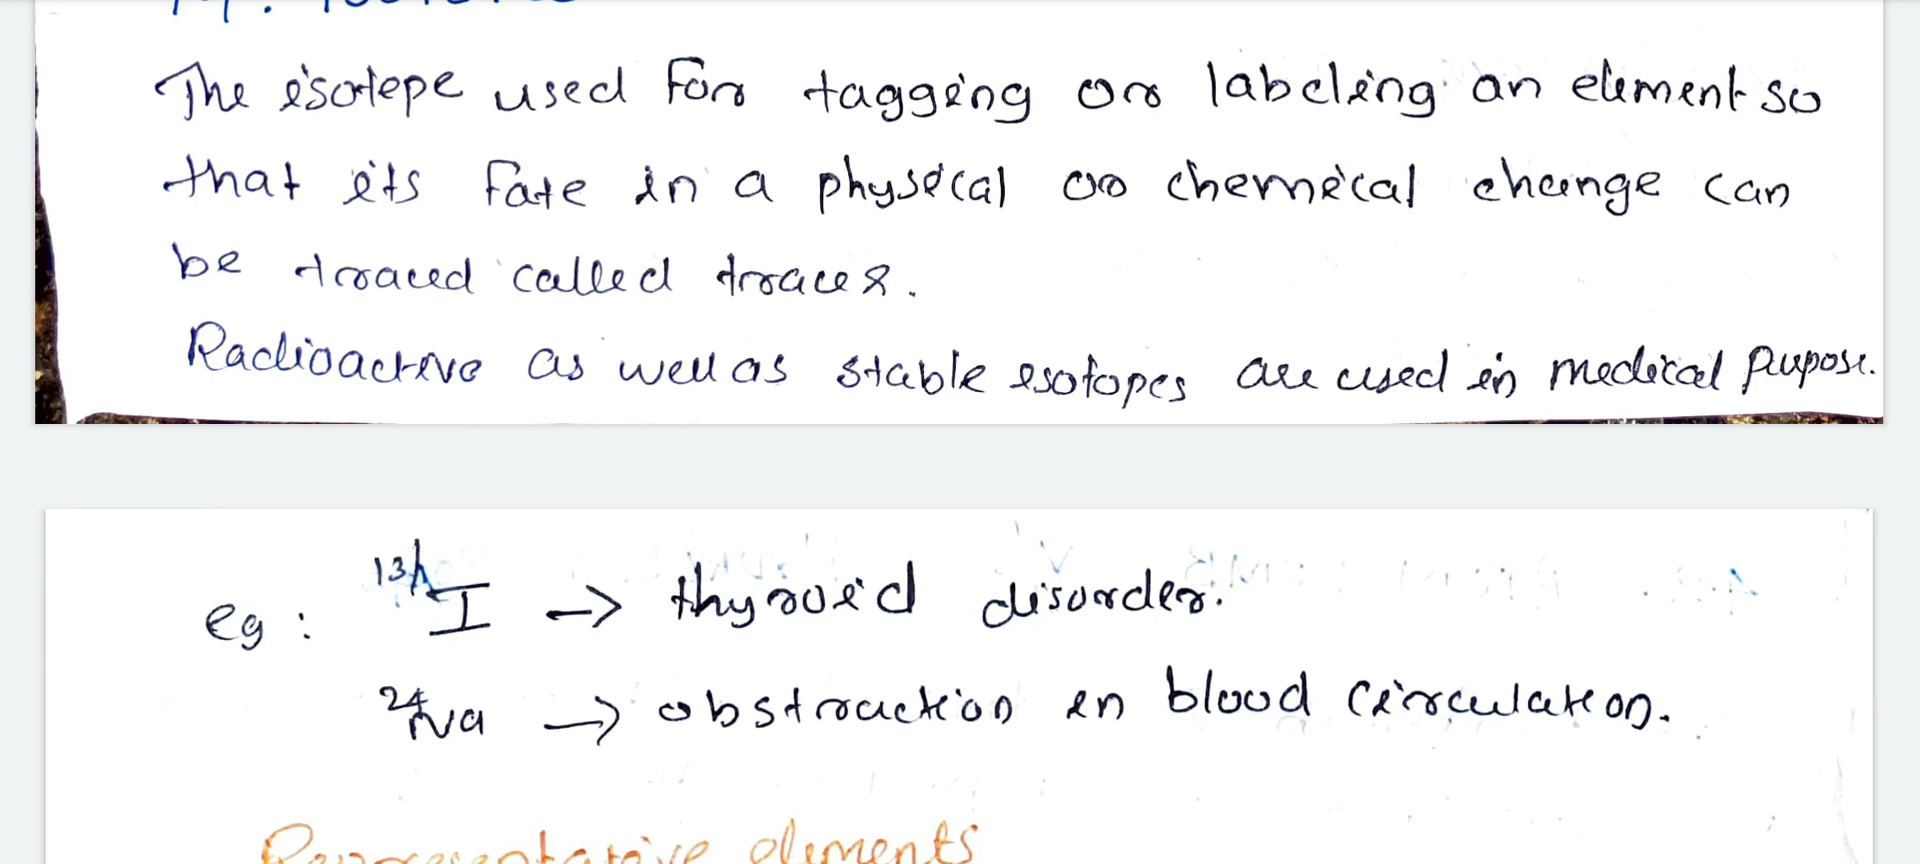 The isotope used for tagging or labeling an element so
that its fate in a physical or chemical change can
be traced called tracer.
Radioactive as well as stable isotopes are used in medical pupose.
eg : ¹³¹I → thyroid disorder.
²⁴Na → obstruction in blood circulation.
Representative elements